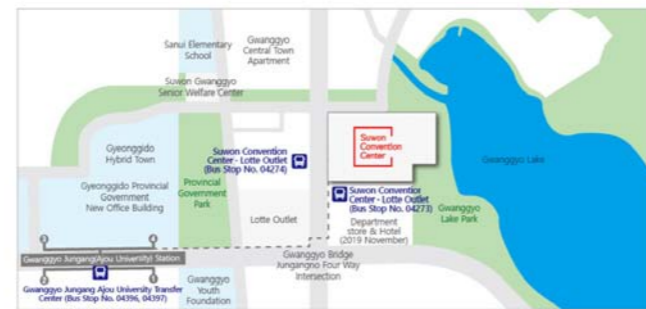 Sanui Elementary
School
Gwanggyo
Central Town
Apartment
Suwon Gwanggyo
Senior Welfare Center
Gyeonggido
Hybrid Town
Suwon Convention
Center - Lotte Outlet
(Bus Stop No. 04274)
Suwon
Convention
Center
Gwanggyo Lake
Gyeonggido Provincial
Government
New Office Building
Provincial
Government
Park
Suwon Convention
Center - Lotte Outlet
(Bus Stop No. 04273)
Lotte Outlet
Department
store & Hotel
(2019 November)
Gwanggyo
Lake Park
3
4
Gwanggyo Jungang(Ajou University) Station
Gwanggyo Bridge
Jungangno Four Way
Intersection
2
1
Gwanggyo Jungang Ajou University Transfer
Center (Bus Stop No. 04396, 04397)
Gwanggyo
Youth
Foundation